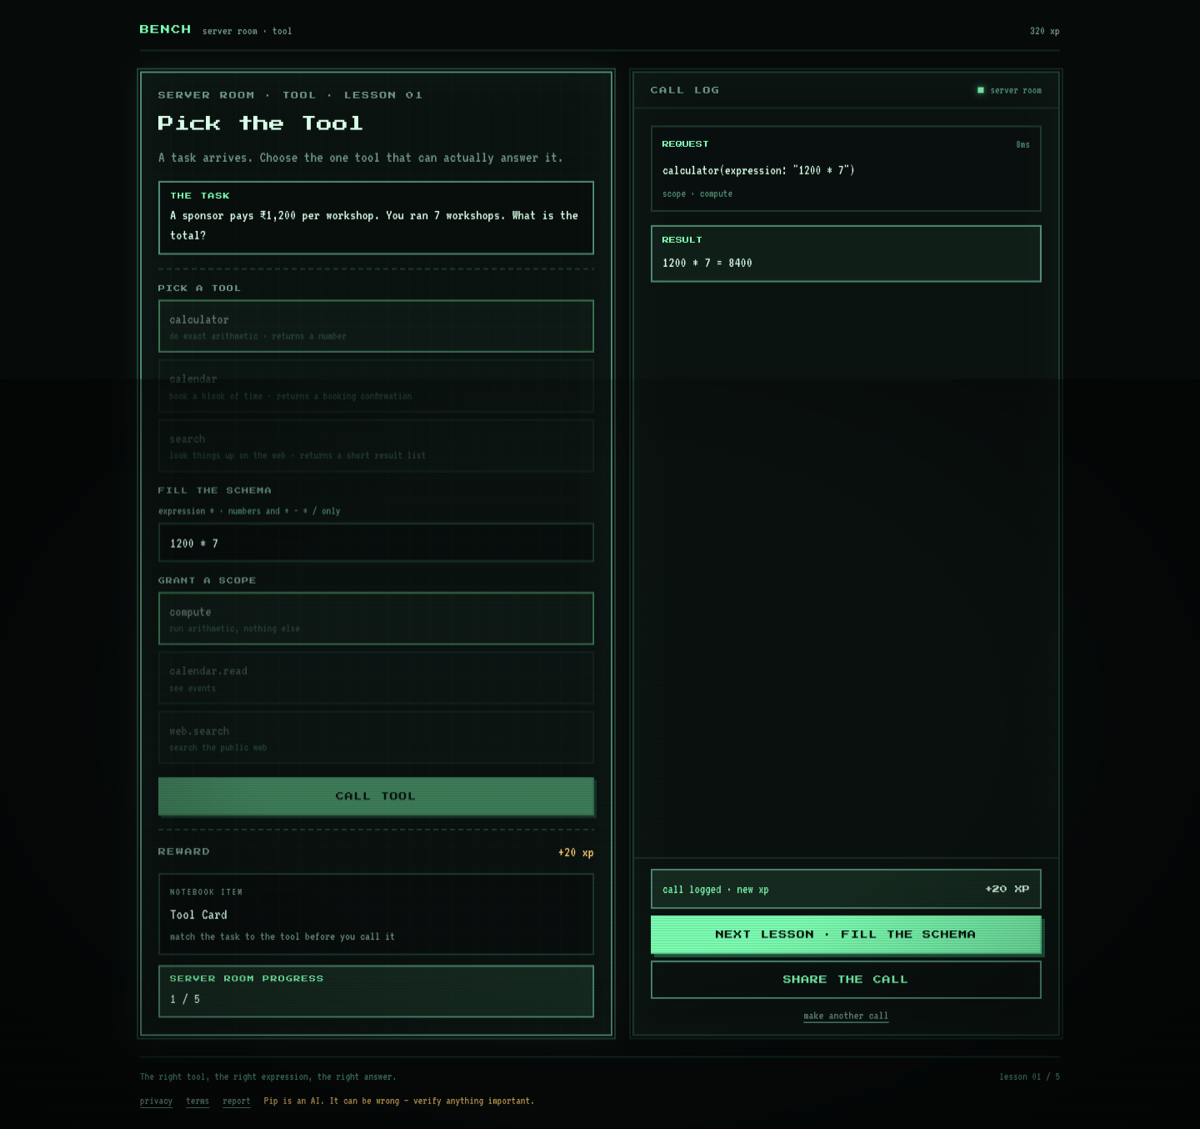 BENCH server room · tool
320 xp
SERVER ROOM · TOOL · LESSON 01
Pick the Tool
A task arrives. Choose the one tool that can actually answer it.
THE TASK
A sponsor pays ₹1,200 per workshop. You ran 7 workshops. What is the
total?
PICK A TOOL
calculator
do exact arithmetic · returns a number
calendar
book a block of time · returns a booking confirmation
search
look things up on the web · returns a short result list
FILL THE SCHEMA
expression * · numbers and + - * / only
1200 * 7
GRANT A SCOPE
compute
run arithmetic, nothing else
calendar.read
see events
web.search
search the public web
CALL TOOL
REWARD
+20 xp
NOTEBOOK ITEM
Tool Card
match the task to the tool before you call it
SERVER ROOM PROGRESS
1 / 5
CALL LOG
server room
REQUEST
0ms
calculator(expression: "1200 * 7")
scope · compute
RESULT
1200 * 7 = 8400
call logged · new xp
+20 XP
NEXT LESSON · FILL THE SCHEMA
SHARE THE CALL
make another call
The right tool, the right expression, the right answer.
lesson 01 / 5
privacy terms report Pip is an AI. It can be wrong – verify anything important.